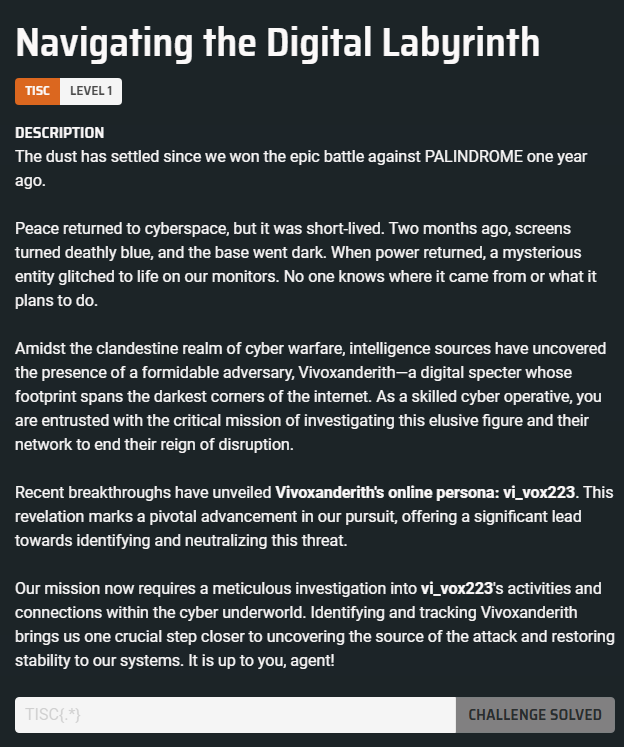 Navigating the Digital Labyrinth
TISC LEVEL 1
DESCRIPTION
The dust has settled since we won the epic battle against PALINDROME one year
ago.
Peace returned to cyberspace, but it was short-lived. Two months ago, screens
turned deathly blue, and the base went dark. When power returned, a mysterious
entity glitched to life on our monitors. No one knows where it came from or what it
plans to do.
Amidst the clandestine realm of cyber warfare, intelligence sources have uncovered
the presence of a formidable adversary, Vivoxanderith—a digital specter whose
footprint spans the darkest corners of the internet. As a skilled cyber operative, you
are entrusted with the critical mission of investigating this elusive figure and their
network to end their reign of disruption.
Recent breakthroughs have unveiled Vivoxanderith's online persona: vi_vox223. This
revelation marks a pivotal advancement in our pursuit, offering a significant lead
towards identifying and neutralizing this threat.
Our mission now requires a meticulous investigation into vi_vox223's activities and
connections within the cyber underworld. Identifying and tracking Vivoxanderith
brings us one crucial step closer to uncovering the source of the attack and restoring
stability to our systems. It is up to you, agent!
TISC{.*} CHALLENGE SOLVED